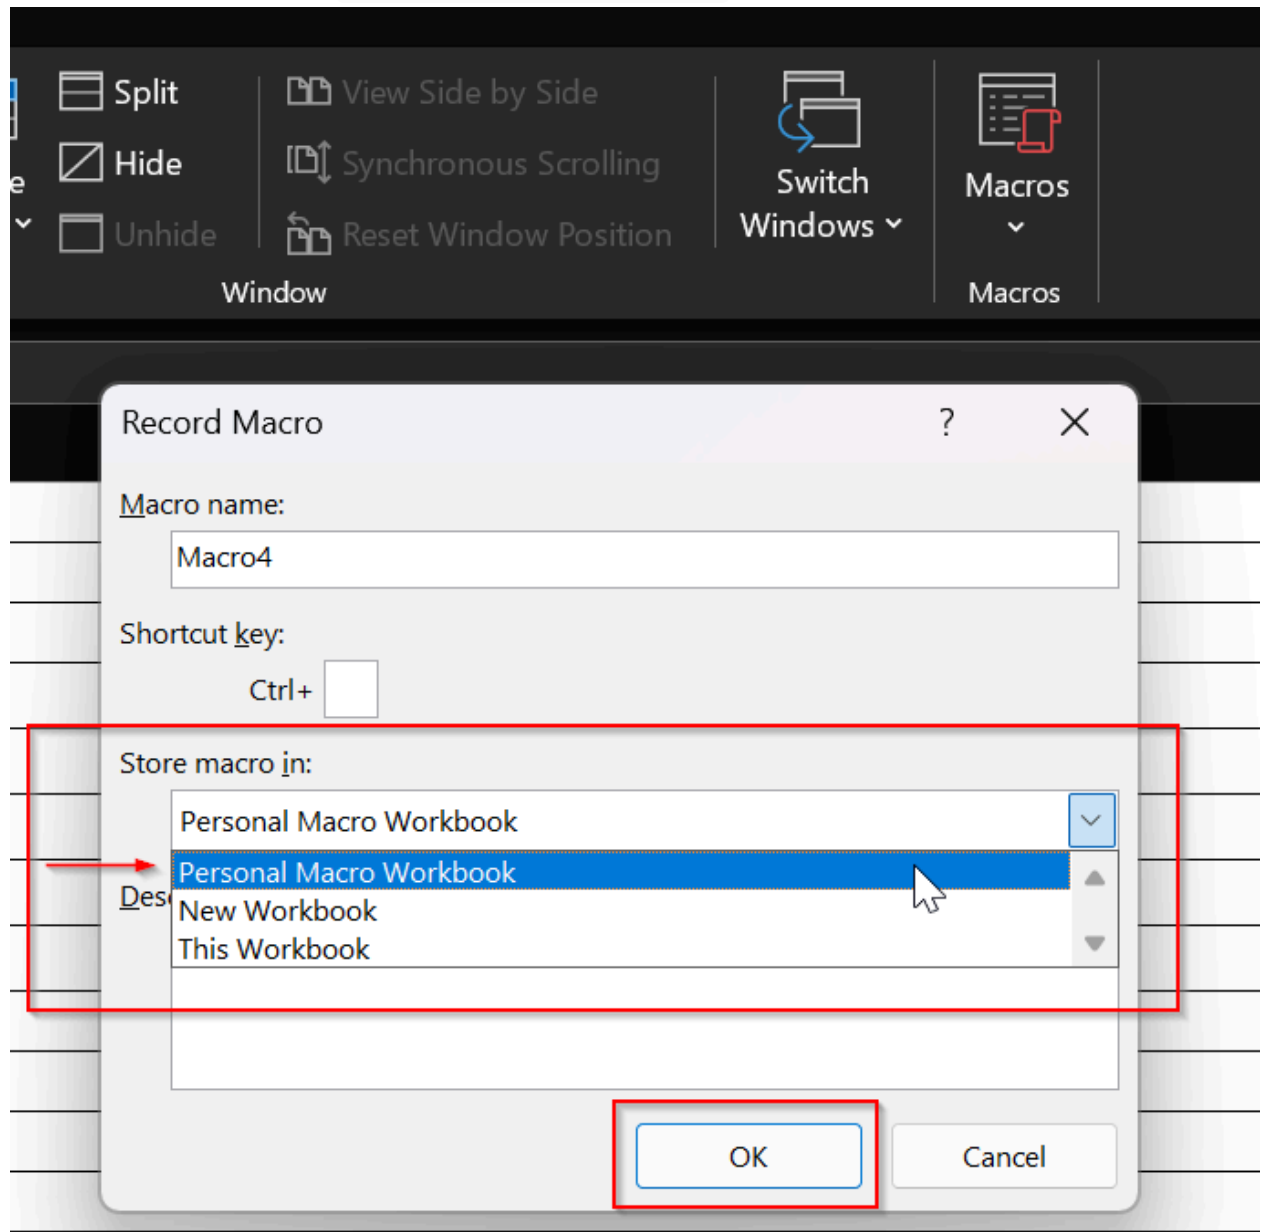 Split
View Side by Side
Hide
Synchronous Scrolling
Unhide
Reset Window Position
Switch
Windows
Macros
Window
Macros
Record Macro
?
Macro name:
Macro4
Shortcut key:
Ctrl+
Store macro in:
Personal Macro Workbook
Personal Macro Workbook
New Workbook
This Workbook
OK
Cancel